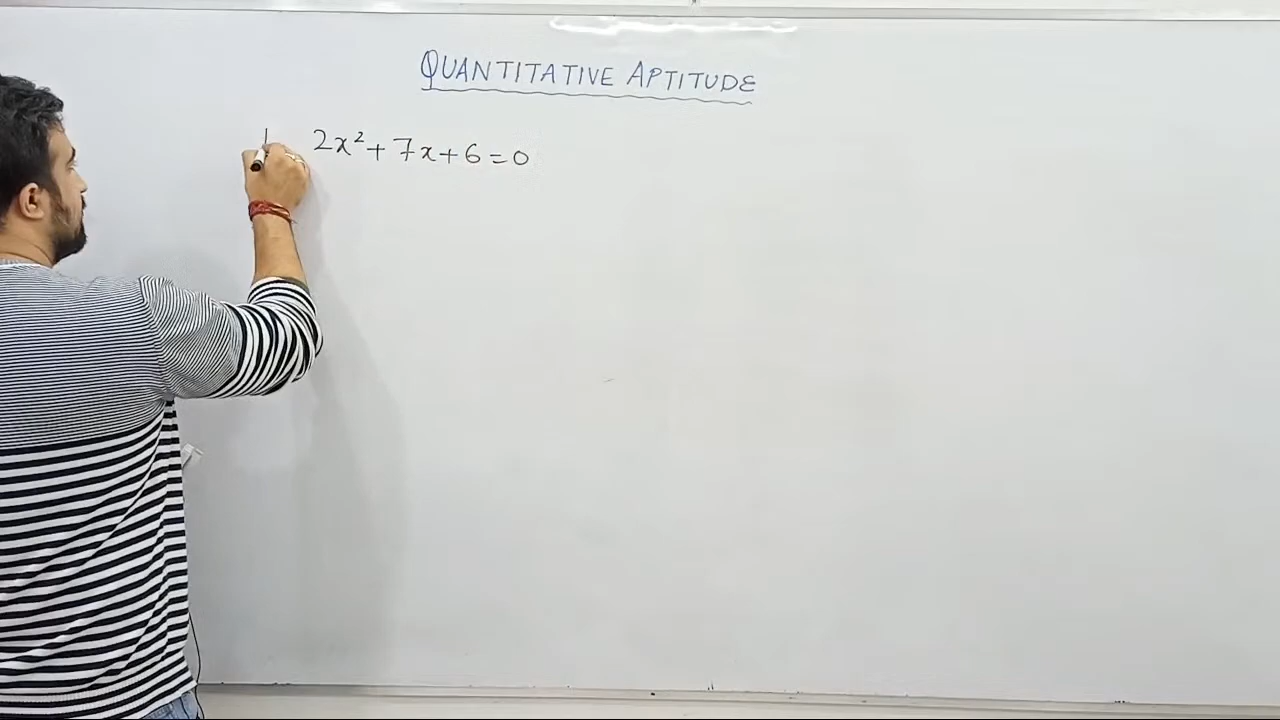 QUANTITATIVE APTITUDE
2x² + 7x + 6 = 0